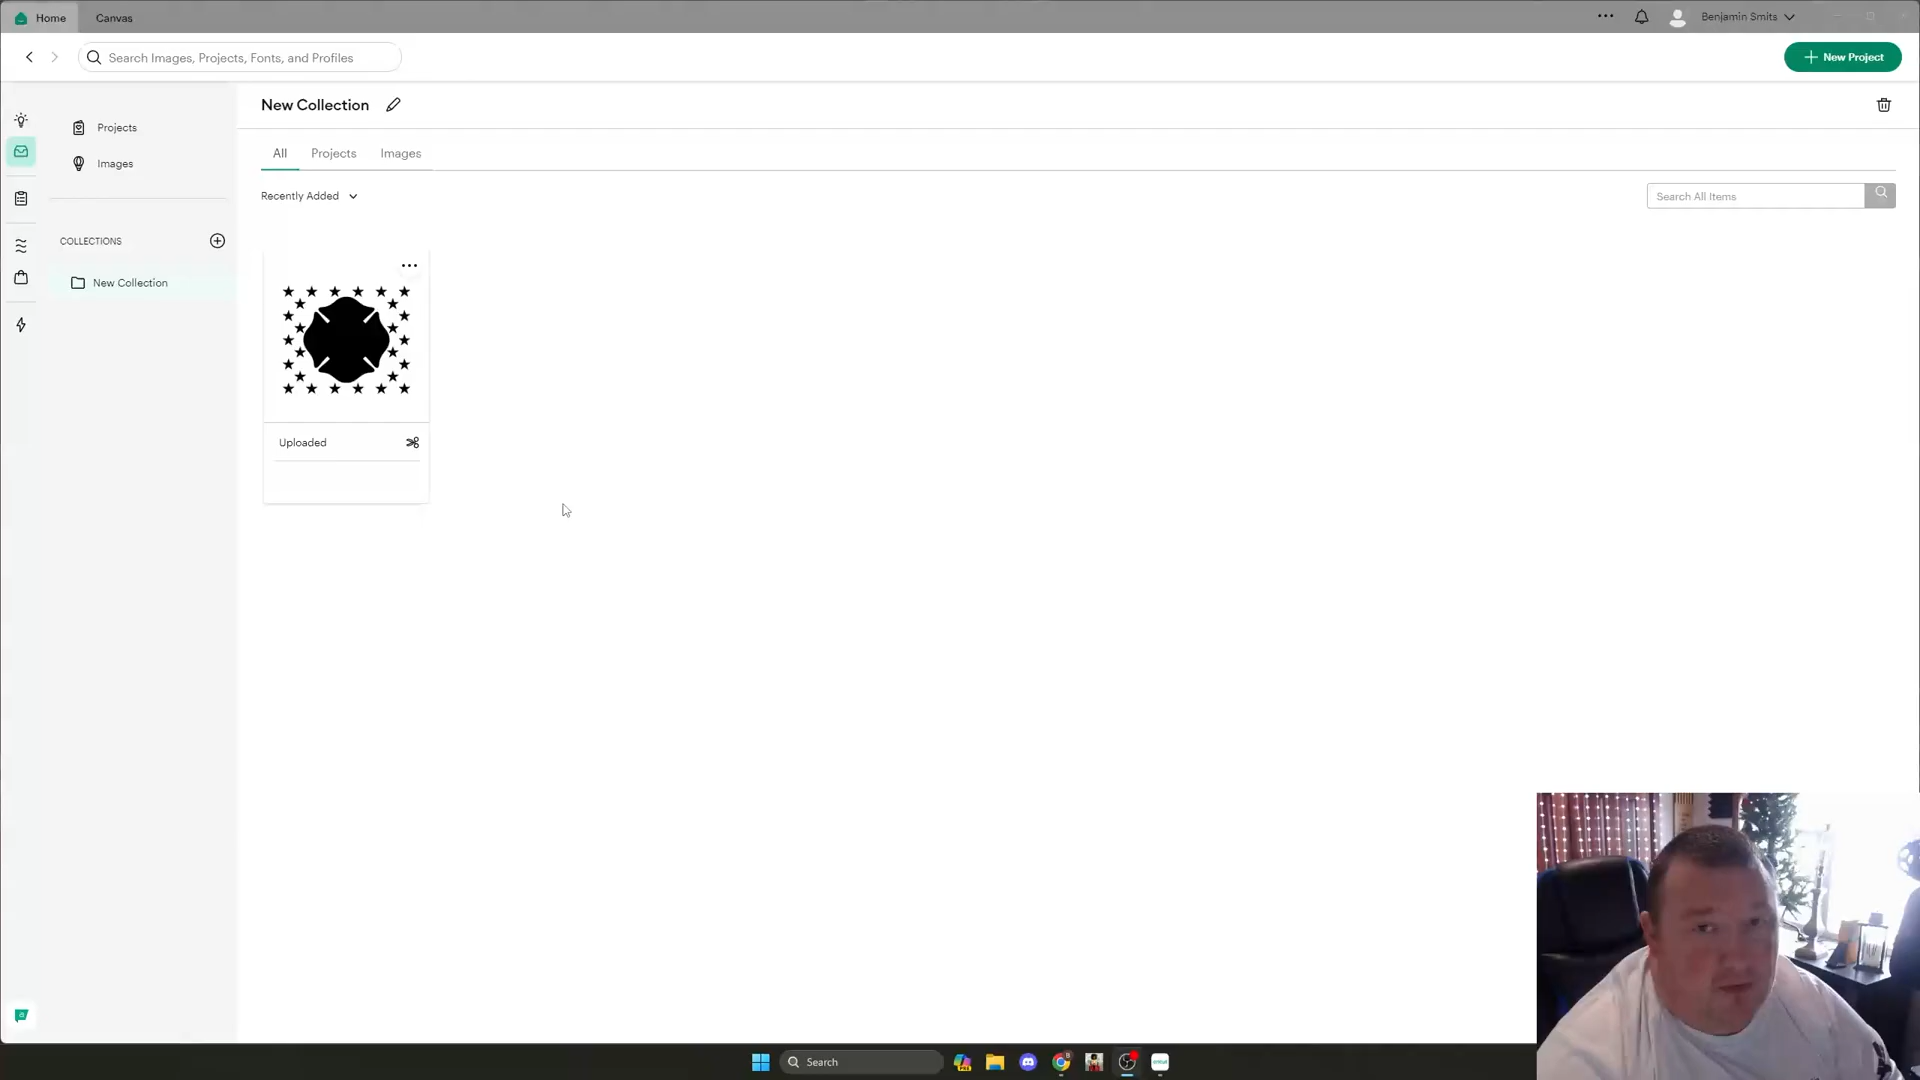 Home
Canvas
Benjamin Smits
Search Images, Projects, Fonts, and Profiles
New Project
New Collection
Projects
Images
All
Projects
Images
Recently Added
Search All Items
COLLECTIONS
New Collection
Uploaded
Search